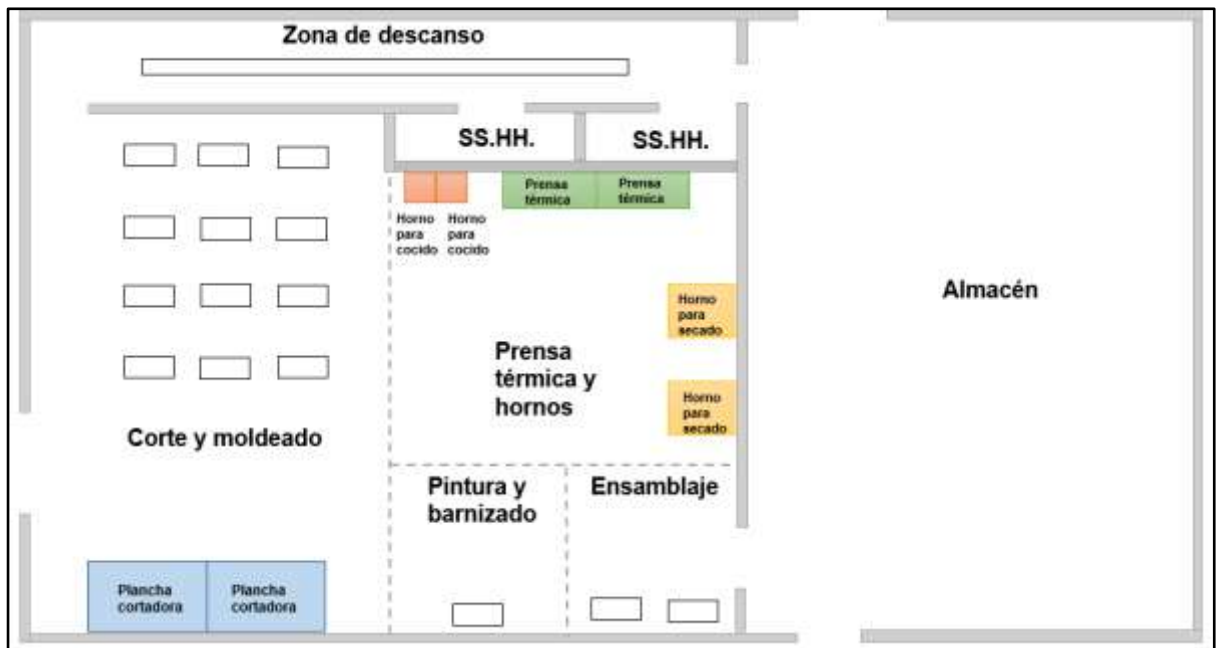 Zona de descanso
SS.HH.
SS.HH.
Prensa
térmica
Prensa
térmica
Horno
para
cocido
Horno
para
cocido
Horno
para
secado
Almacén
Prensa
térmica y
hornos
Horno
para
secado
Corte y moldeado
Pintura y
barnizado
Ensamblaje
Plancha
cortadora
Plancha
cortadora